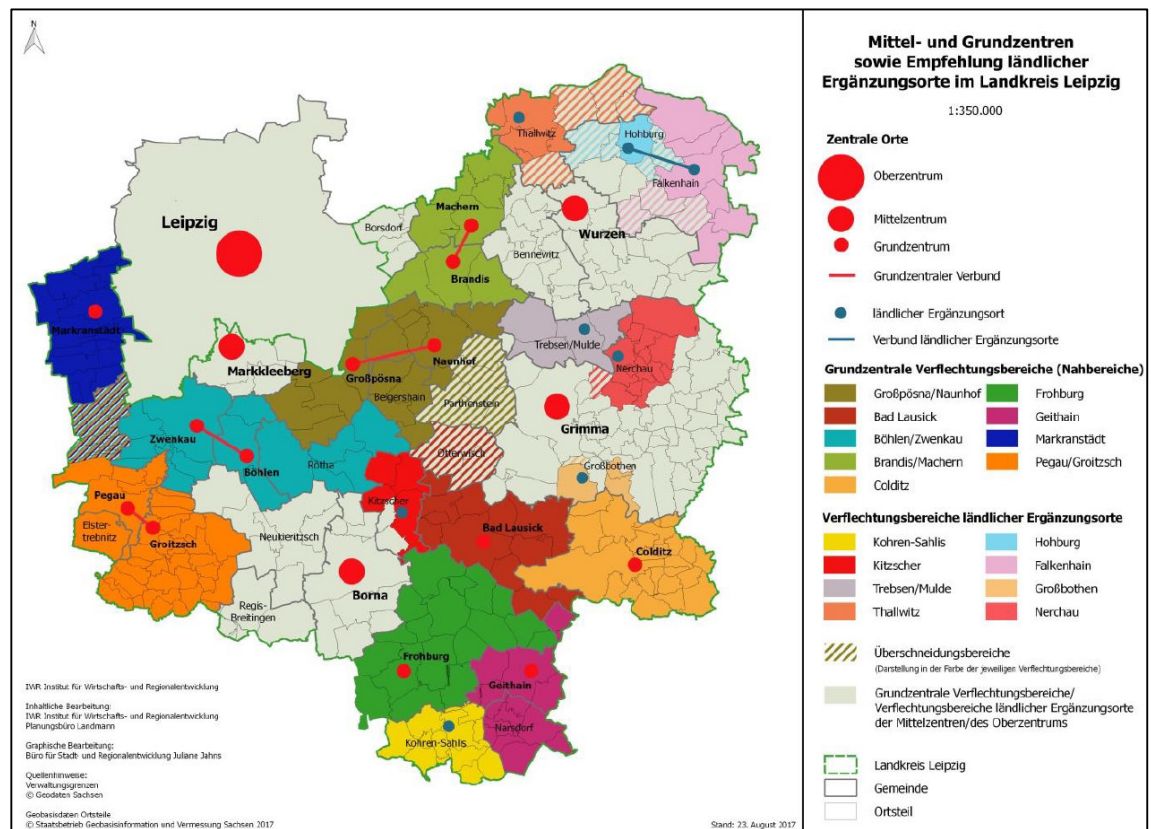 N
Leipzig
Markranstädt
Markkleeberg
Borsdorf
Machern
Brandis
Thallwitz
Hohburg
Falkenhain
Wurzen
Bennewitz
Trebsen/Mulde
Nerchau
Großpösna
Naunhof
Belgershain
Parthenstein
Grimma
Otterwisch
Großbothen
Zwenkau
Böhlen
Rötha
Kitzscher
Bad Lausick
Colditz
Pegau
Elster-
trebnitz
Groitzsch
Neukieritzsch
Regis-
Breitingen
Borna
Frohburg
Geithain
Narsdorf
Kohren-Sahlis
IWR Institut für Wirtschafts- und Regionalentwicklung
Inhaltliche Bearbeitung:
IWR Institut für Wirtschafts- und Regionalentwicklung
Planungsbüro Landmann
Graphische Bearbeitung:
Büro für Stadt- und Regionalentwicklung Juliane Jahns
Quellenhinweise:
Verwaltungsgrenzen
© Geodaten Sachsen
Geobasisdaten Ortsteile
© Staatsbetrieb Geobasisinformation und Vermessung Sachsen 2017
Stand: 23. August 2017
Mittel- und Grundzentren
sowie Empfehlung ländlicher
Ergänzungsorte im Landkreis Leipzig
1:350.000
Zentrale Orte
Oberzentrum
Mittelzentrum
Grundzentrum
Grundzentraler Verbund
ländlicher Ergänzungsort
Verbund ländlicher Ergänzungsorte
Grundzentrale Verflechtungsbereiche (Nahbereiche)
Großpösna/Naunhof
Frohburg
Bad Lausick
Geithain
Böhlen/Zwenkau
Markranstädt
Brandis/Machern
Pegau/Groitzsch
Colditz
Verflechtungsbereiche ländlicher Ergänzungsorte
Kohren-Sahlis
Hohburg
Kitzscher
Falkenhain
Trebsen/Mulde
Großbothen
Thallwitz
Nerchau
Überschneidungsbereiche
(Darstellung in der Farbe der jeweiligen Verflechtungsbereiche)
Grundzentrale Verflechtungsbereiche/
Verflechtungsbereiche ländlicher Ergänzungsorte
der Mittelzentren/des Oberzentrums
Landkreis Leipzig
Gemeinde
Ortsteil